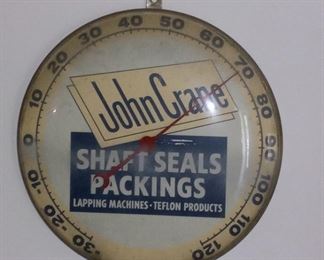 John Crane
SHAFT SEALS
PACKINGS
LAPPING MACHINES · TEFLON PRODUCTS
-30 -20 -10 0 10 20 30 40 50 60 70 80 90 100 110 120